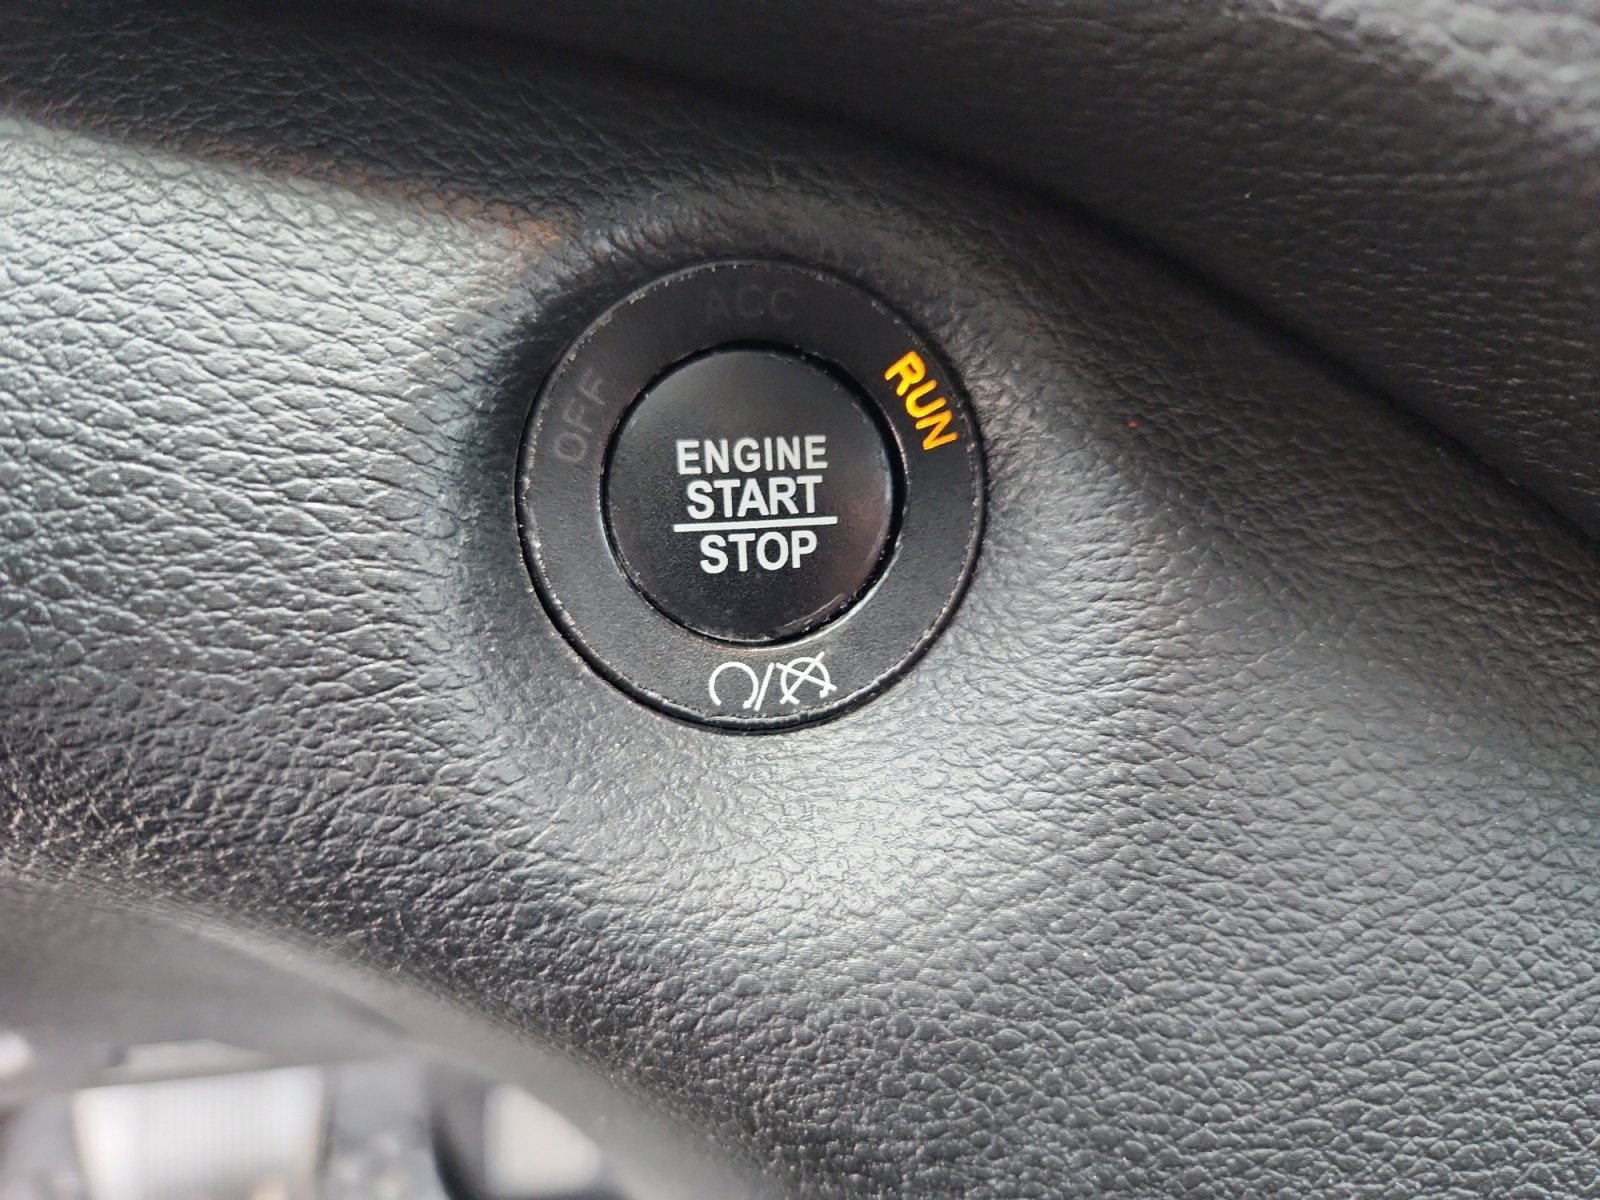 ACC
OFF
RUN
ENGINE
START
STOP